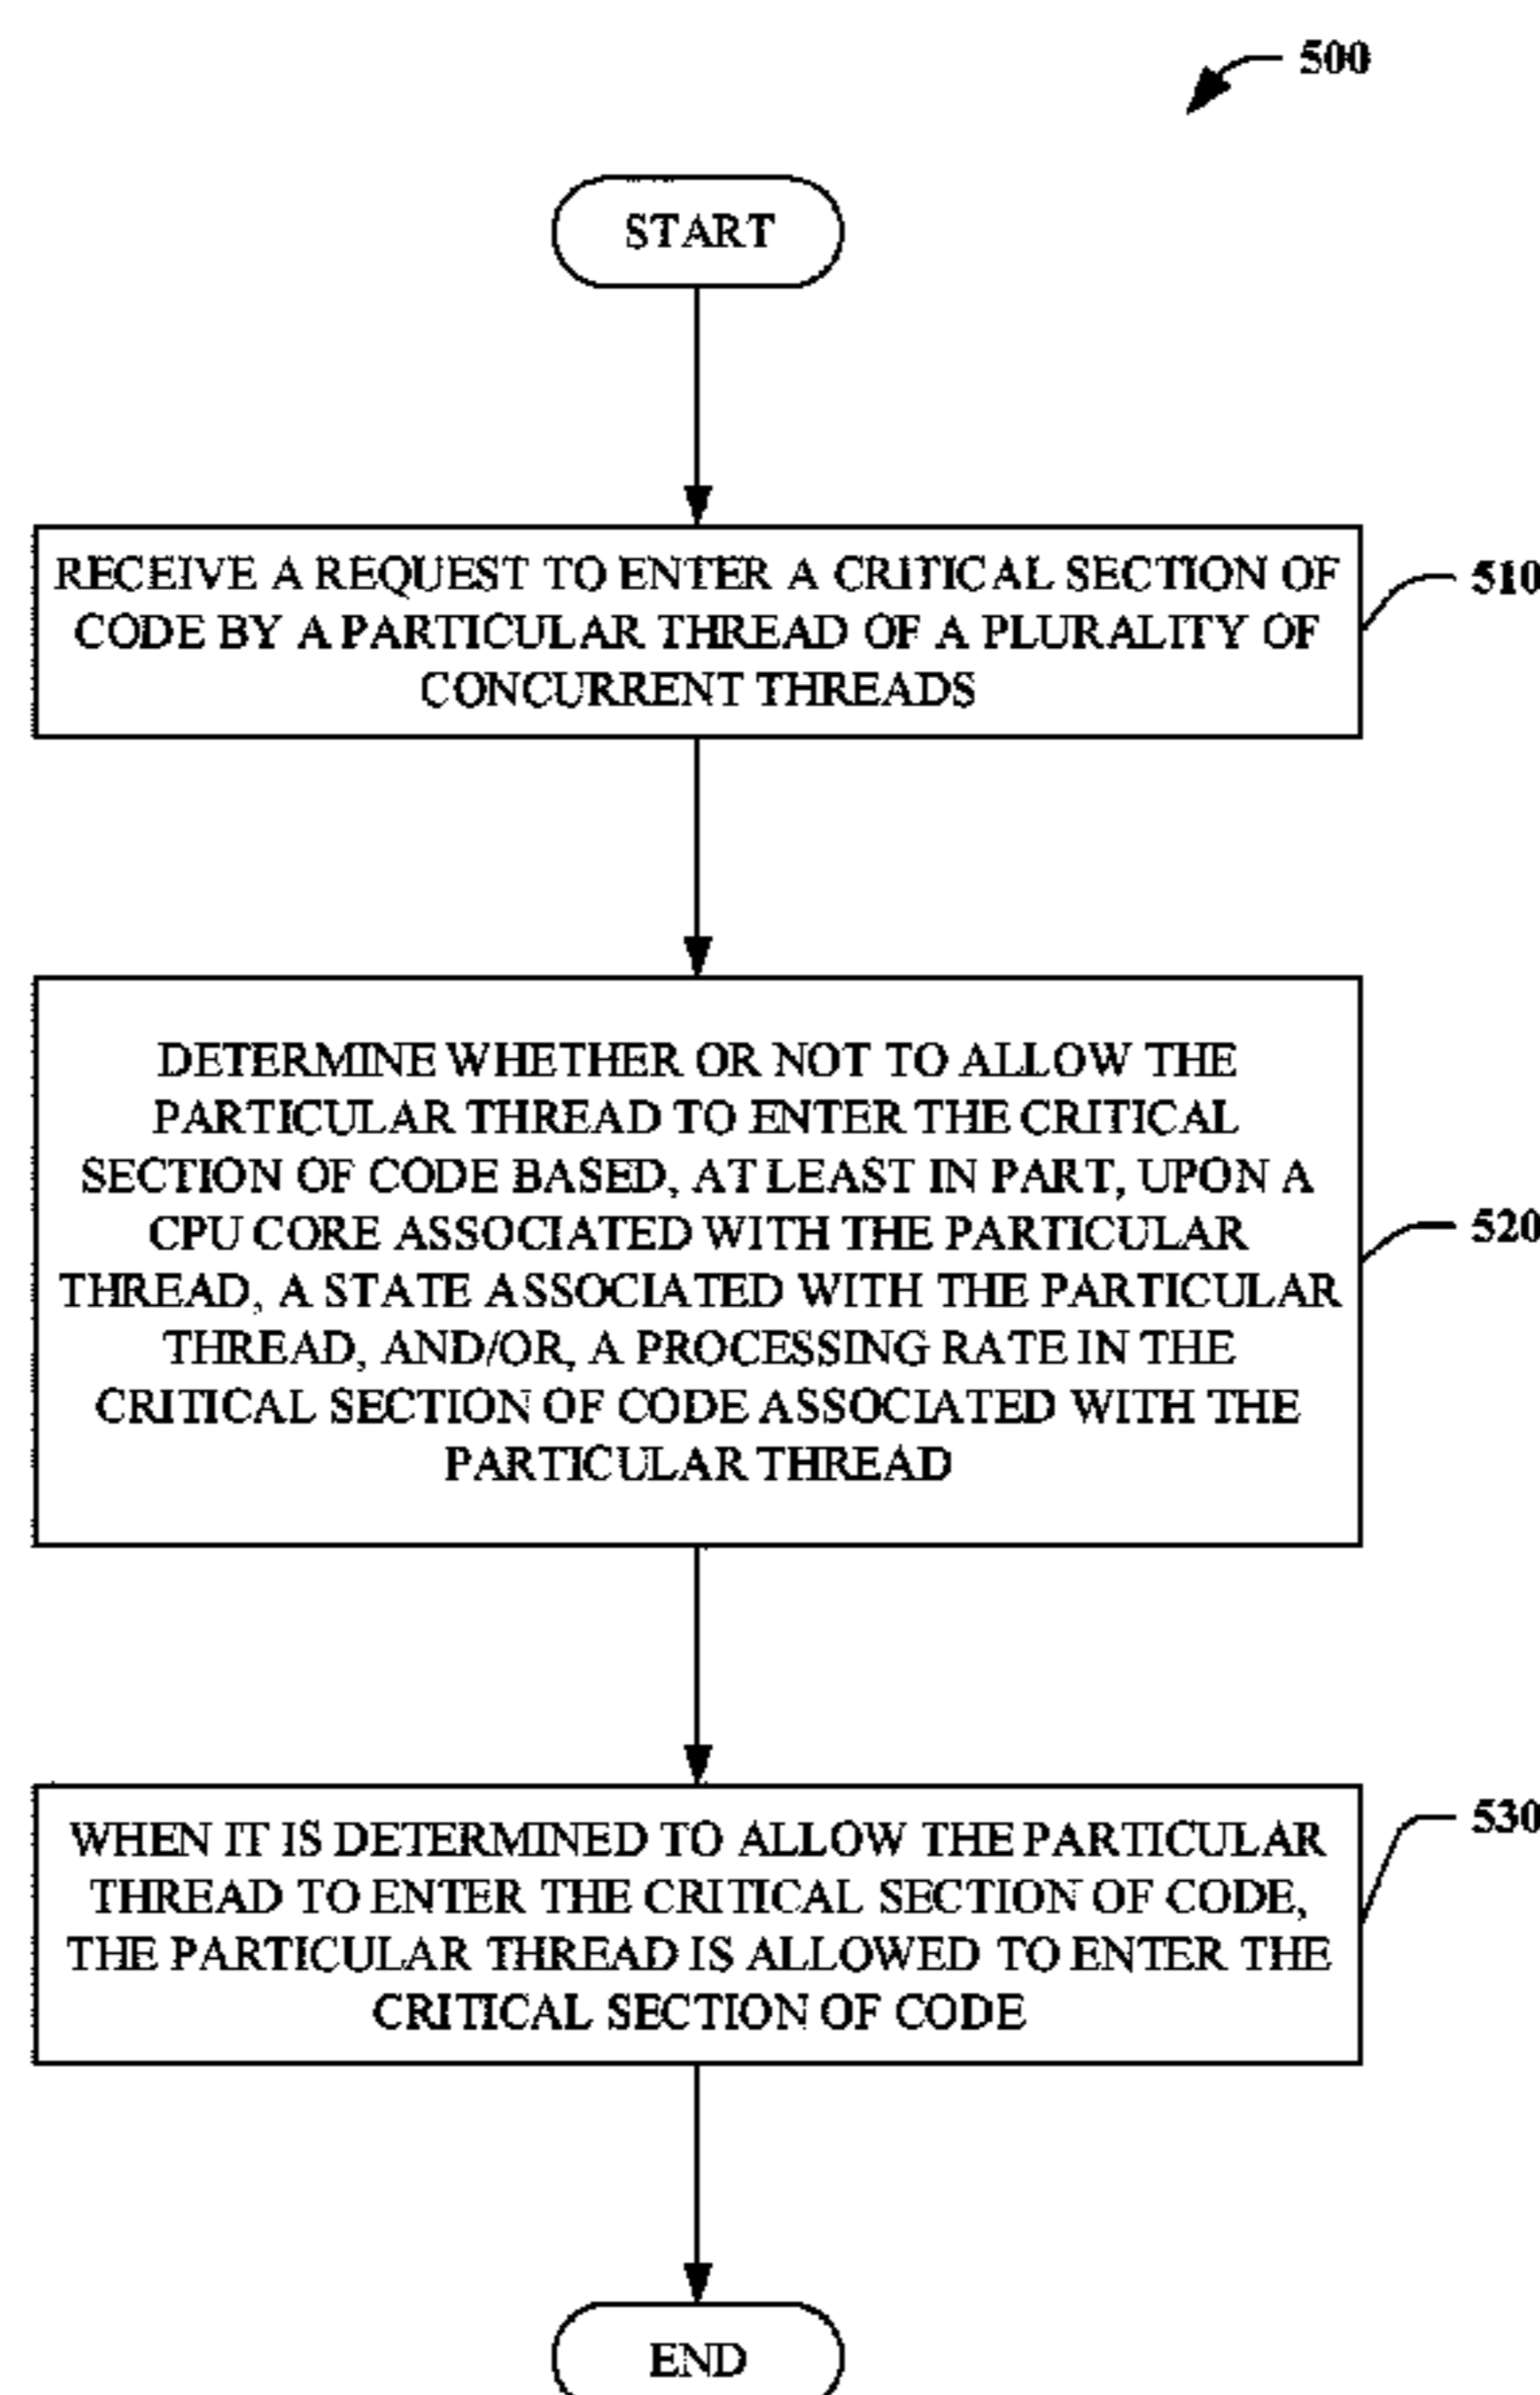 500
START
RECEIVE A REQUEST TO ENTER A CRITICAL SECTION OF
CODE BY A PARTICULAR THREAD OF A PLURALITY OF
CONCURRENT THREADS
510
DETERMINE WHETHER OR NOT TO ALLOW THE
PARTICULAR THREAD TO ENTER THE CRITICAL
SECTION OF CODE BASED, AT LEAST IN PART, UPON A
CPU CORE ASSOCIATED WITH THE PARTICULAR
THREAD, A STATE ASSOCIATED WITH THE PARTICULAR
THREAD, AND/OR, A PROCESSING RATE IN THE
CRITICAL SECTION OF CODE ASSOCIATED WITH THE
PARTICULAR THREAD
520
WHEN IT IS DETERMINED TO ALLOW THE PARTICULAR
THREAD TO ENTER THE CRITICAL SECTION OF CODE,
THE PARTICULAR THREAD IS ALLOWED TO ENTER THE
CRITICAL SECTION OF CODE
530
END